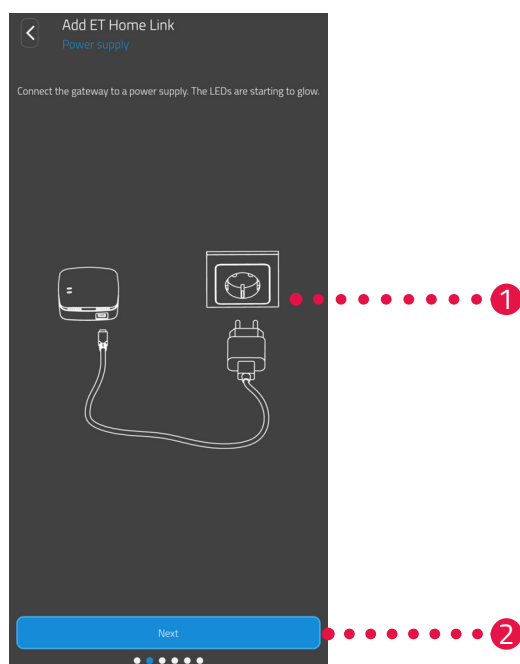 Add ET Home Link
Power supply
Connect the gateway to a power supply. The LEDs are starting to glow.
1
Next
2